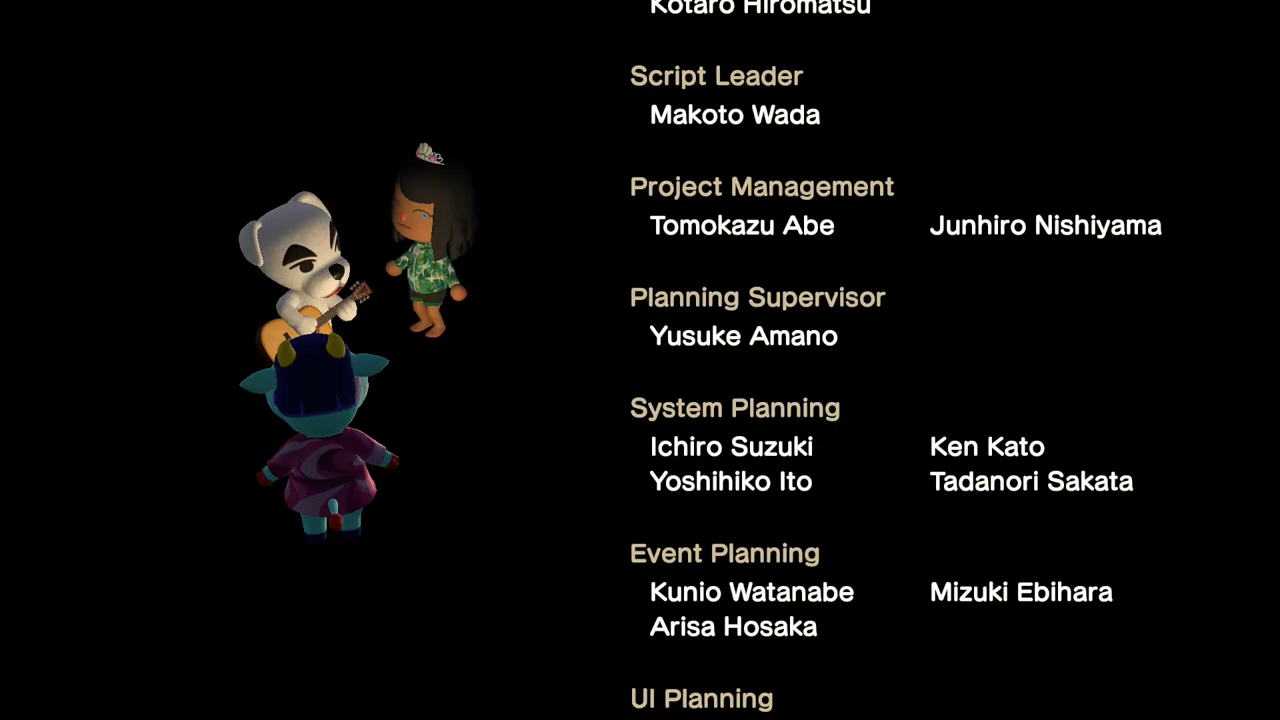 Kotaro Hiromatsu
Script Leader
Makoto Wada
Project Management
Tomokazu Abe Junhiro Nishiyama
Planning Supervisor
Yusuke Amano
System Planning
Ichiro Suzuki Ken Kato
Yoshihiko Ito Tadanori Sakata
Event Planning
Kunio Watanabe Mizuki Ebihara
Arisa Hosaka
UI Planning